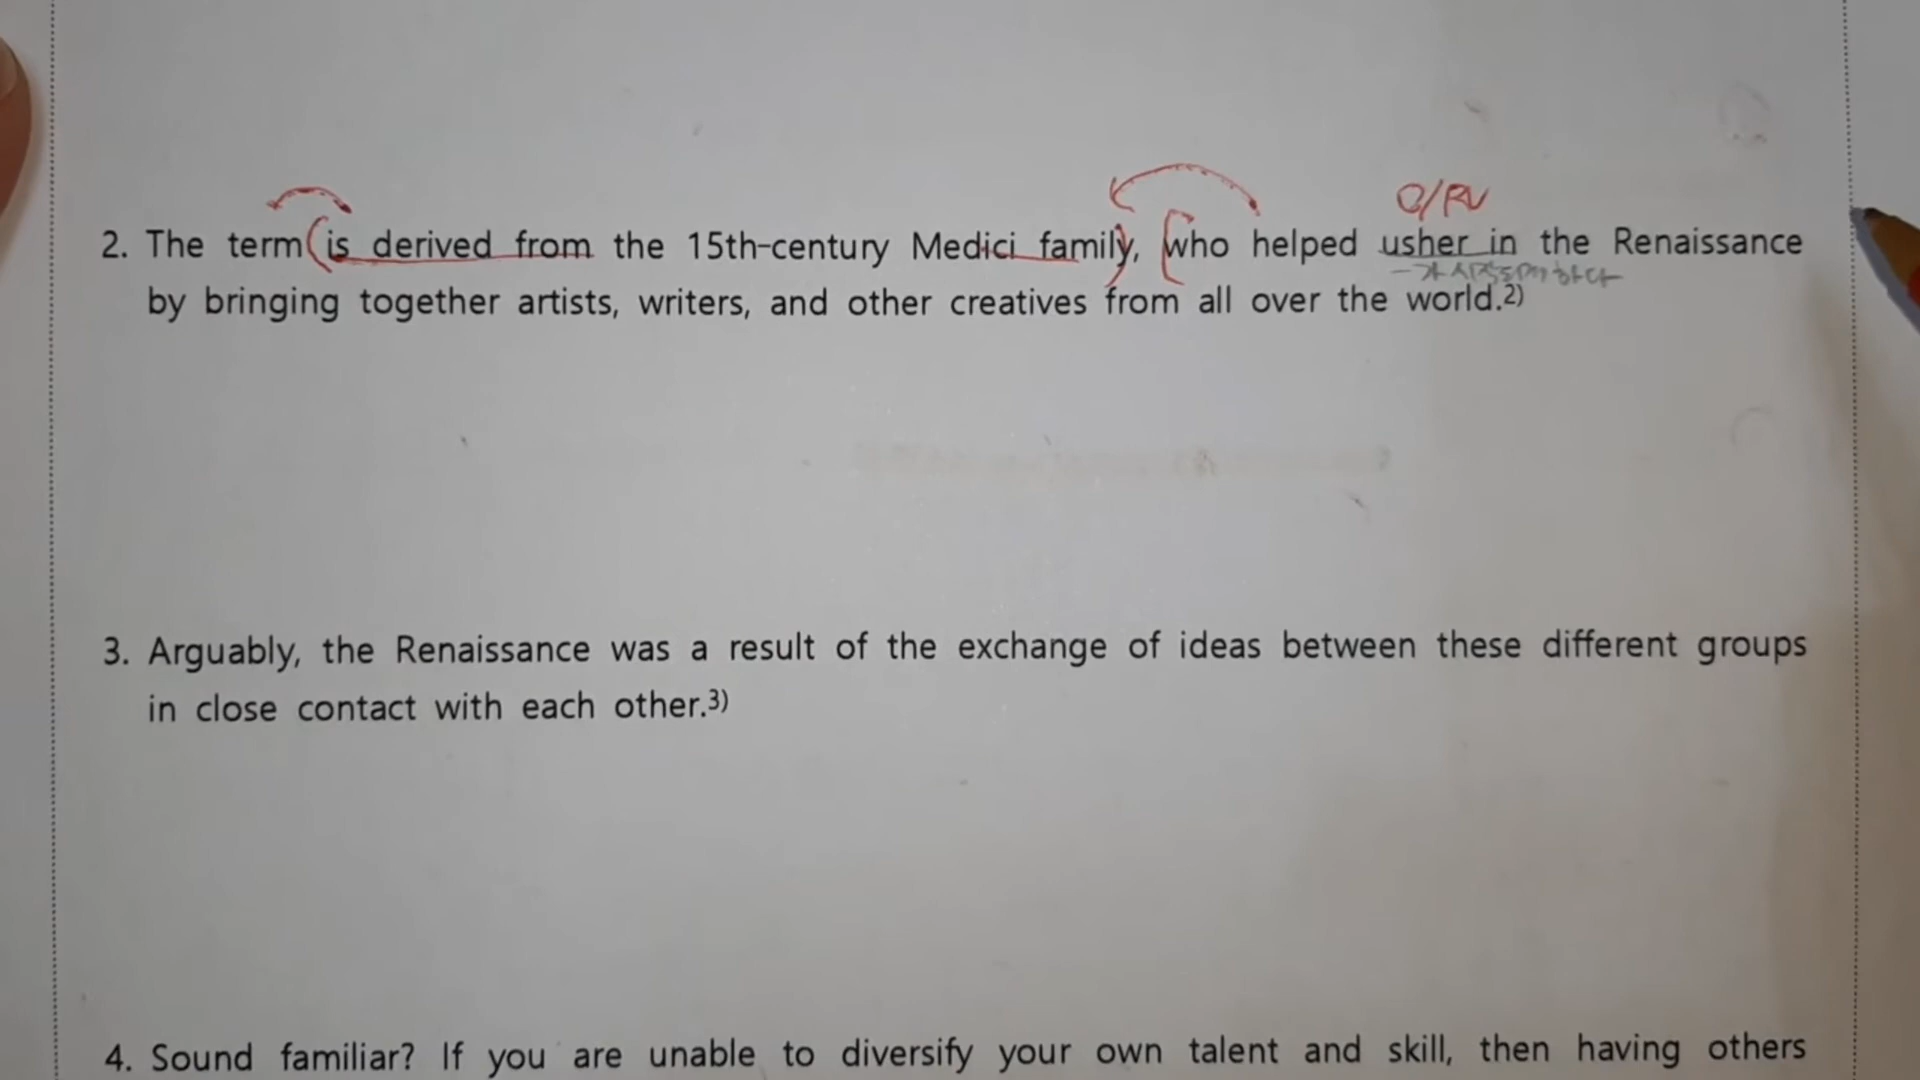 O/RV
2. The term is derived from the 15th-century Medici family, who helped usher in the Renaissance
by bringing together artists, writers, and other creatives from all over the world.2)
3. Arguably, the Renaissance was a result of the exchange of ideas between these different groups
in close contact with each other.3)
4. Sound familiar? If you are unable to diversify your own talent and skill, then having others